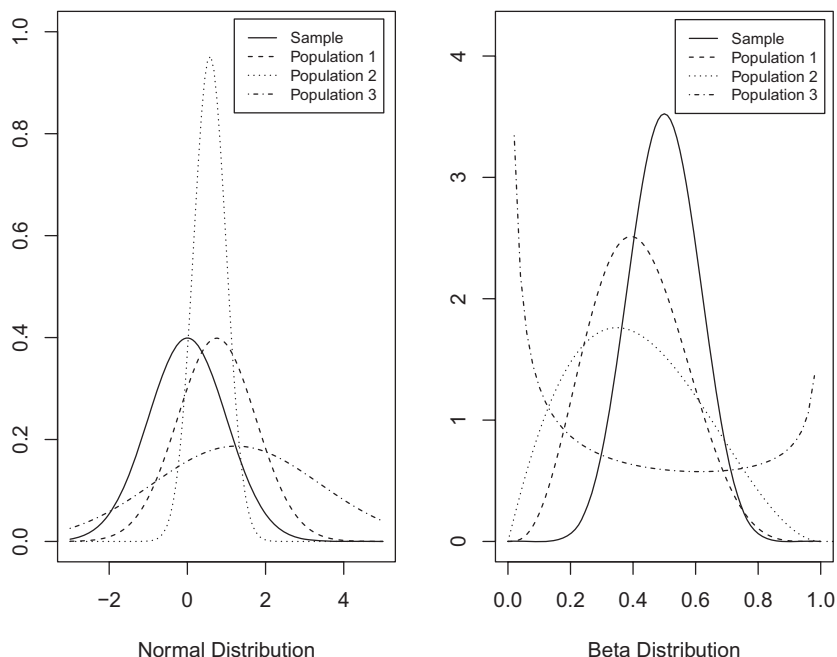 Sample
Population 1
Population 2
Population 3
1.0
0.8
0.6
0.4
0.2
0.0
−2
0
2
4
Normal Distribution
Sample
Population 1
Population 2
Population 3
4
3
2
1
0
0.0
0.2
0.4
0.6
0.8
1.0
Beta Distribution